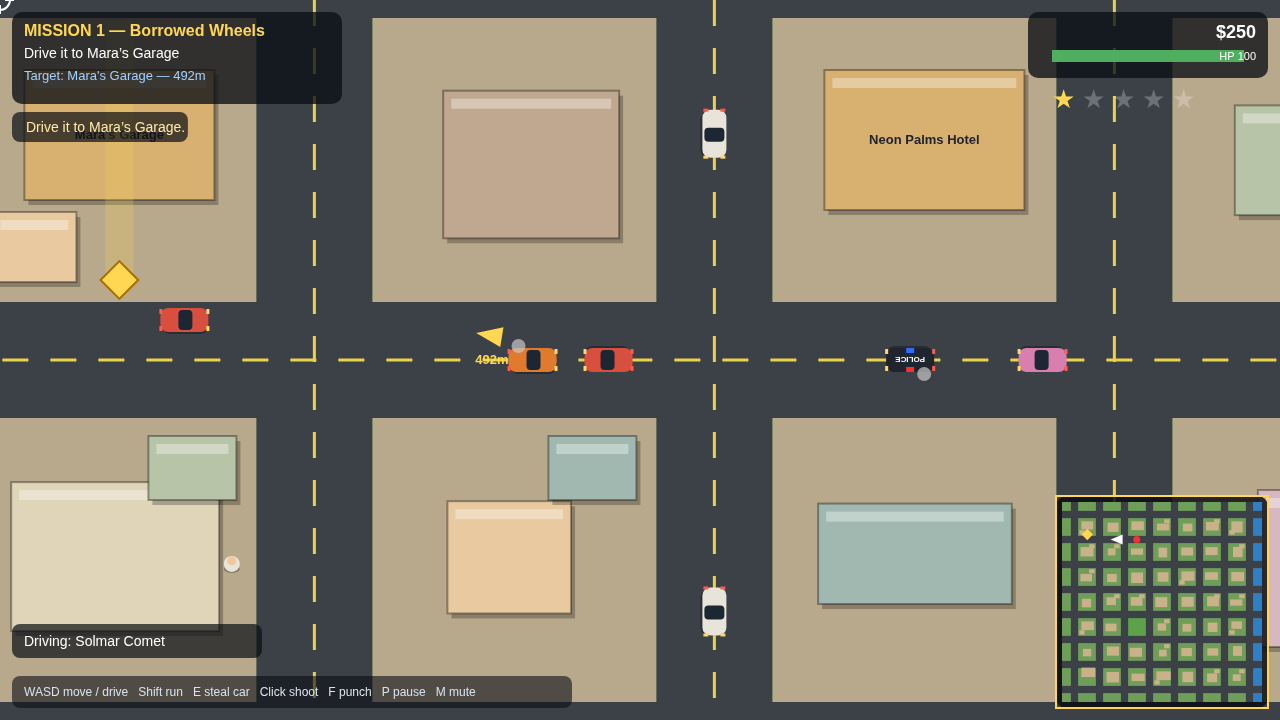 MISSION 1 — Borrowed Wheels
Drive it to Mara's Garage
Target: Mara's Garage — 492m
Drive it to Mara's Garage.
Mara's Garage
$250
HP 100
Neon Palms Hotel
492m
POLICE
Driving: Solmar Comet
WASD move / drive Shift run E steal car Click shoot F punch P pause M mute